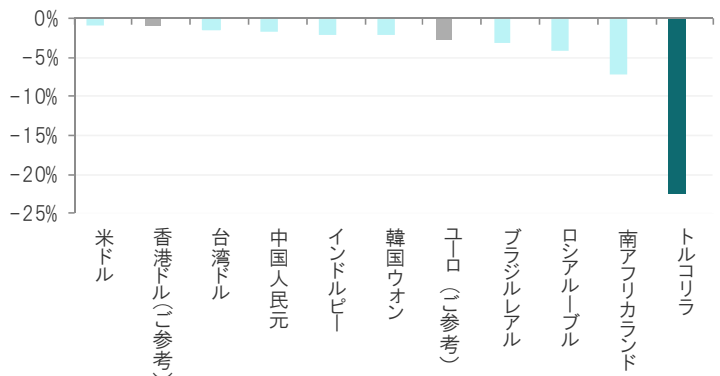 0%
-5%
-10%
-15%
-20%
-25%
米ドル
香港ドル(ご参考)
台湾ドル
中国人民元
インドルピー
韓国ウォン
ユーロ (ご参考)
ブラジルレアル
ロシアルーブル
南アフリカランド
トルコリラ